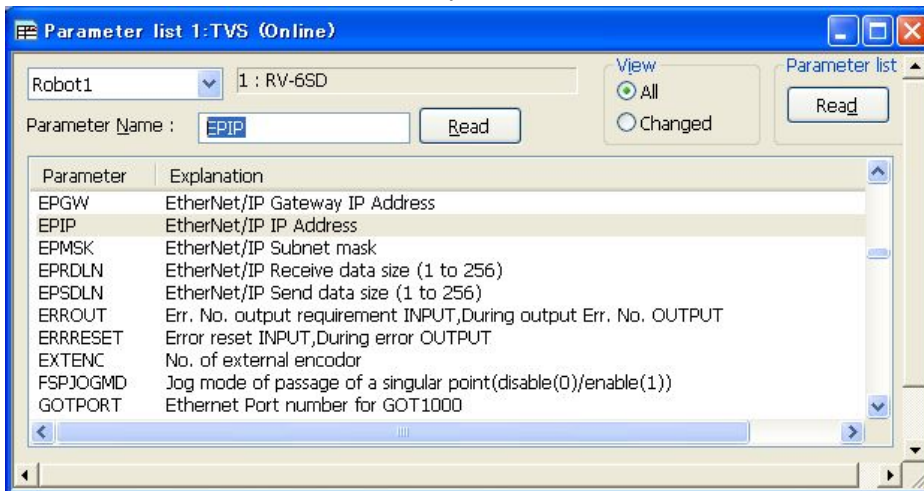 Parameter list 1:TVS (Online)
Robot1
1 : RV-6SD
View
All
Changed
Parameter list
Read
Parameter Name :
EPIP
Read
Parameter Explanation
EPGW EtherNet/IP Gateway IP Address
EPIP EtherNet/IP IP Address
EPMSK EtherNet/IP Subnet mask
EPRDLN EtherNet/IP Receive data size (1 to 256)
EPSDLN EtherNet/IP Send data size (1 to 256)
ERROUT Err. No. output requirement INPUT,During output Err. No. OUTPUT
ERRRESET Error reset INPUT,During error OUTPUT
EXTENC No. of external encodor
FSPJOGMD Jog mode of passage of a singular point(disable(0)/enable(1))
GOTPORT Ethernet Port number for GOT1000